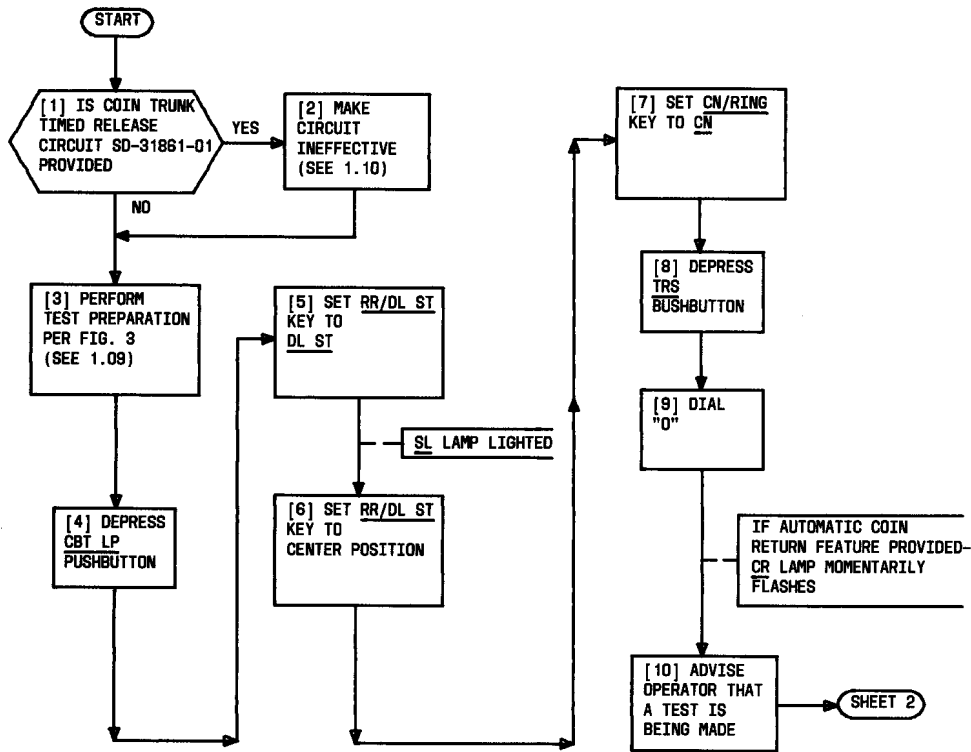 START
[1] IS COIN TRUNK
TIMED RELEASE
CIRCUIT SD-31861-01
PROVIDED
YES
NO
[2] MAKE
CIRCUIT
INEFFECTIVE
(SEE 1.10)
[3] PERFORM
TEST PREPARATION
PER FIG. 3
(SEE 1.09)
[4] DEPRESS
CBT LP
PUSHBUTTON
[5] SET RR/DL ST
KEY TO
DL ST
SL LAMP LIGHTED
[6] SET RR/DL ST
KEY TO
CENTER POSITION
[7] SET CN/RING
KEY TO CN
[8] DEPRESS
TRS
BUSHBUTTON
[9] DIAL
"0"
IF AUTOMATIC COIN
RETURN FEATURE PROVIDED-
CR LAMP MOMENTARILY
FLASHES
[10] ADVISE
OPERATOR THAT
A TEST IS
BEING MADE
SHEET 2